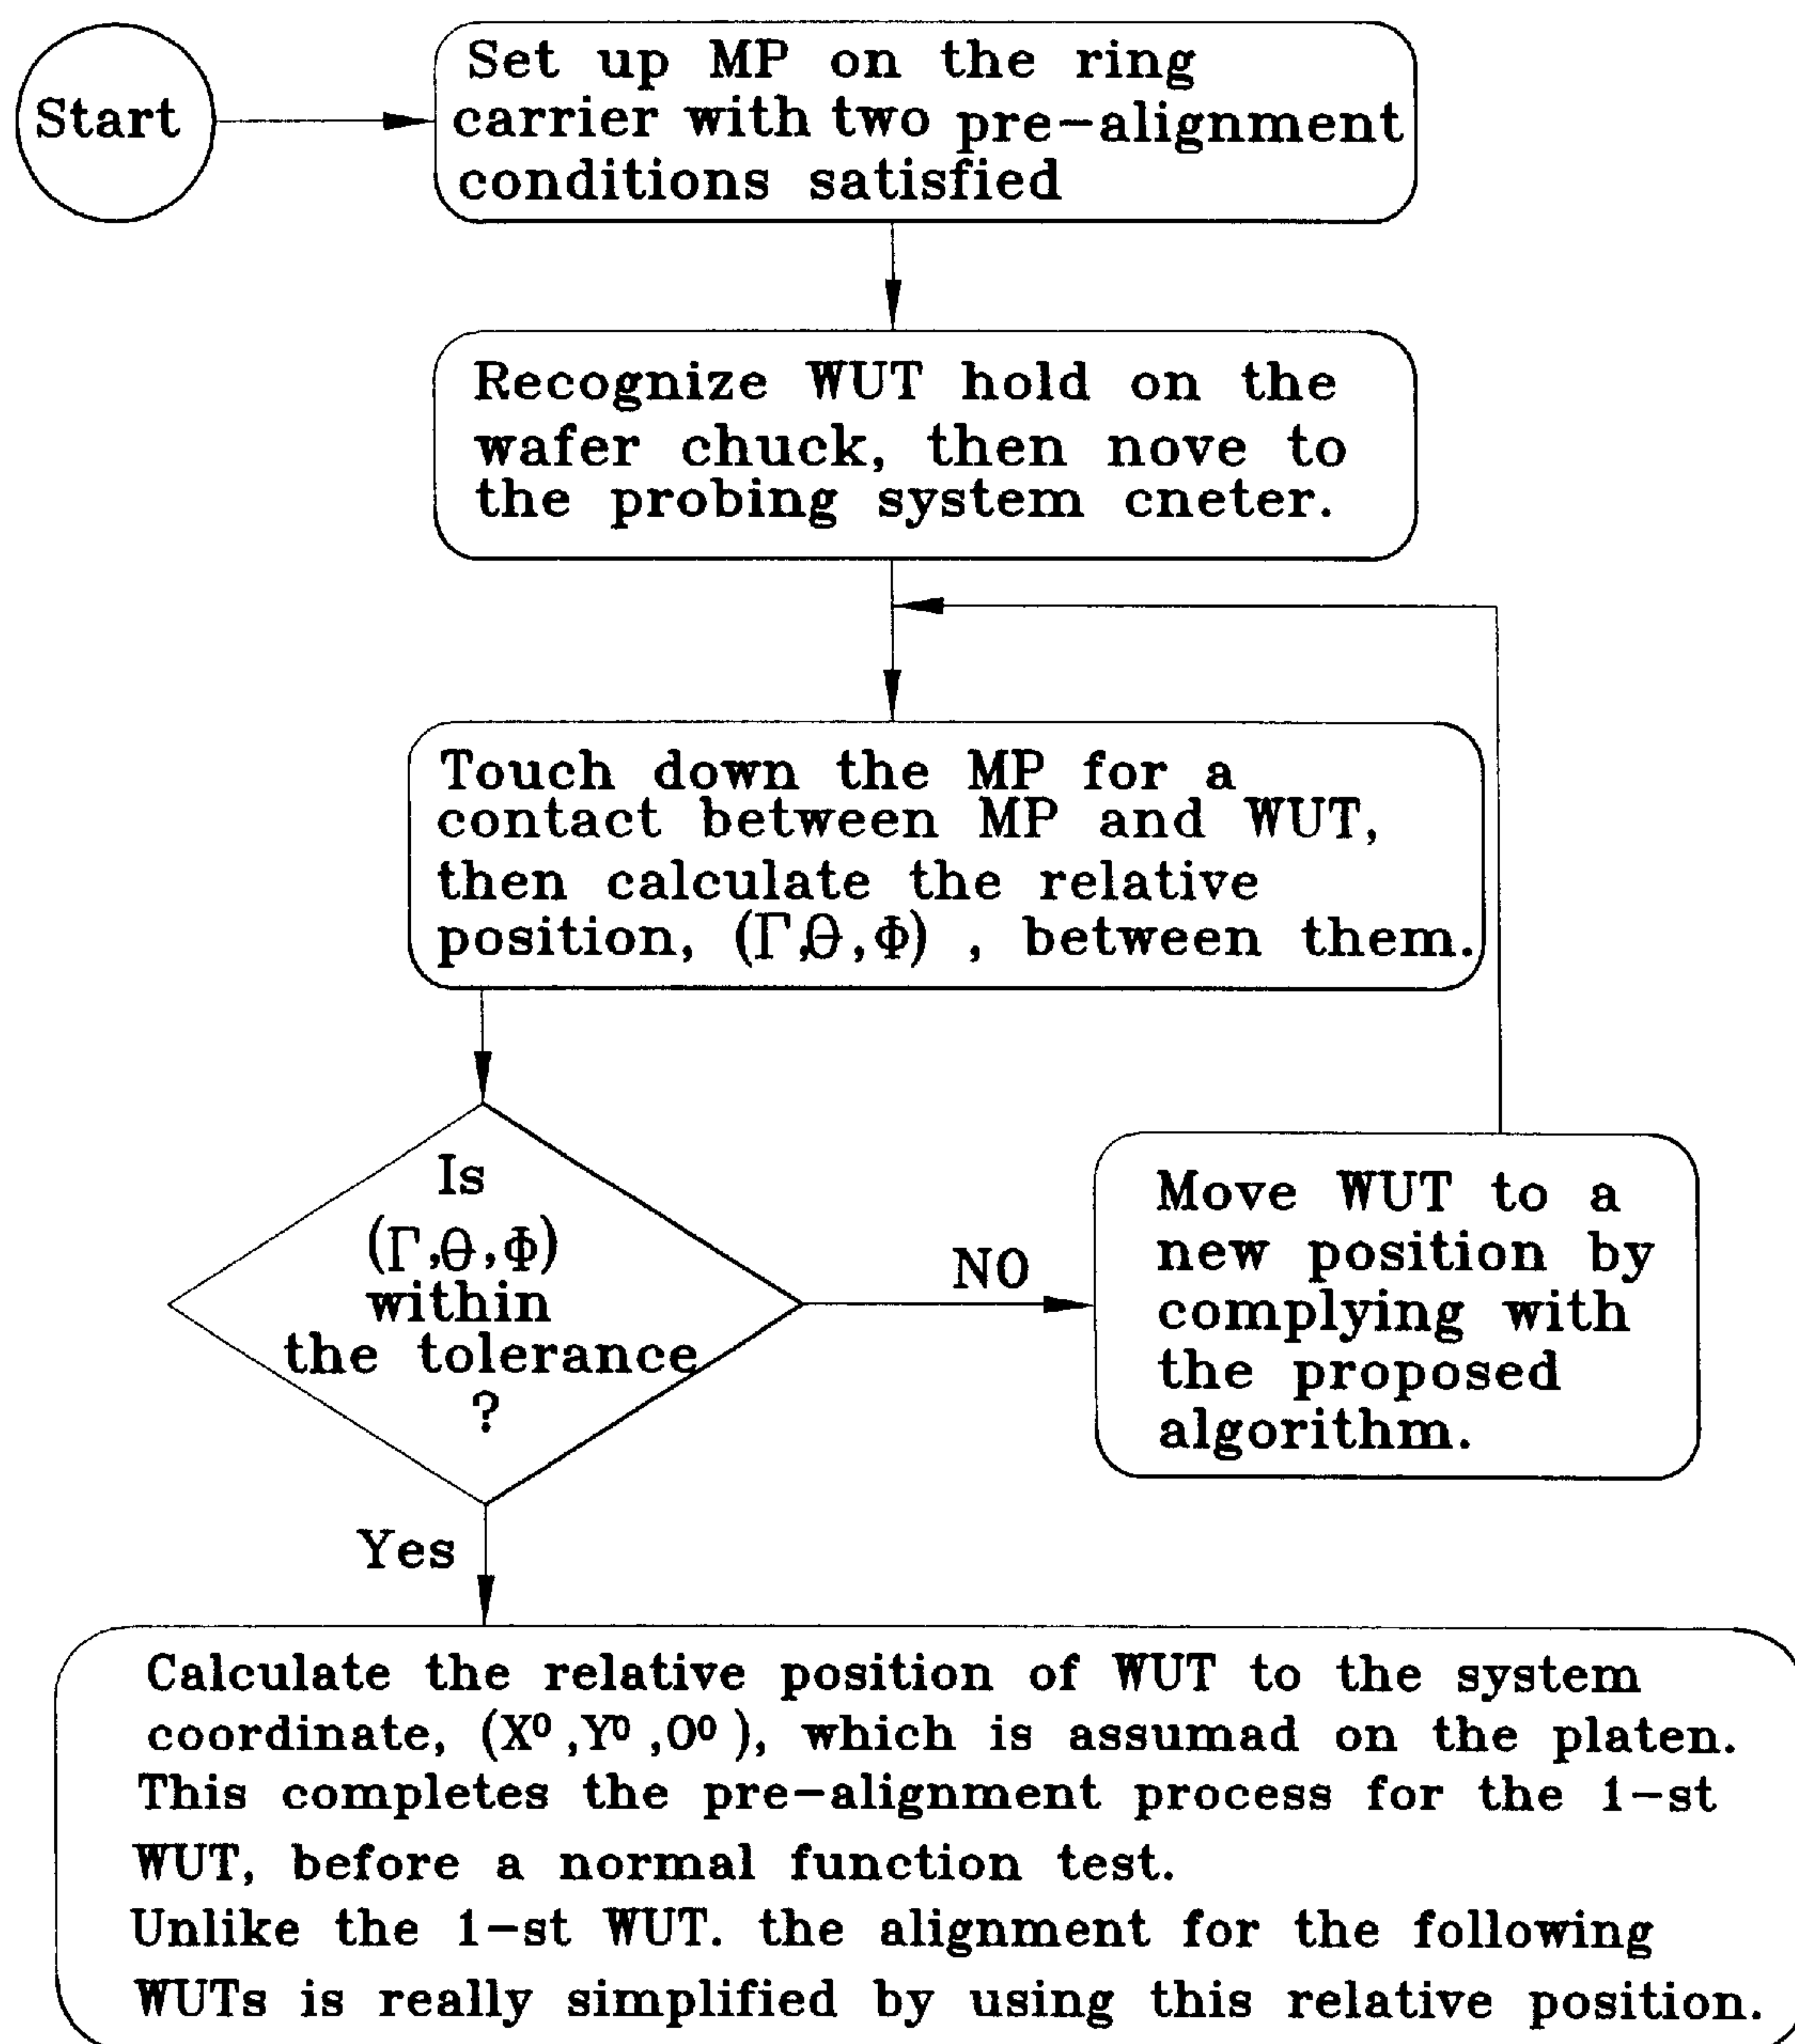 Start
Set up MP on the ring
carrier with two pre-alignment
conditions satisfied
Recognize WUT hold on the
wafer chuck, then nove to
the probing system cneter.
Touch down the MP for a
contact between MP and WUT,
then calculate the relative
position, (Γ,θ,Φ) , between them.
Is
(Γ,θ,Φ)
within
the tolerance
?
NO
Move WUT to a
new position by
complying with
the proposed
algorithm.
Yes
Calculate the relative position of WUT to the system
coordinate, (X⁰ ,Y⁰ ,O⁰ ), which is assumad on the platen.
This completes the pre-alignment process for the 1-st
WUT, before a normal function test.
Unlike the 1-st WUT. the alignment for the following
WUTs is really simplified by using this relative position.